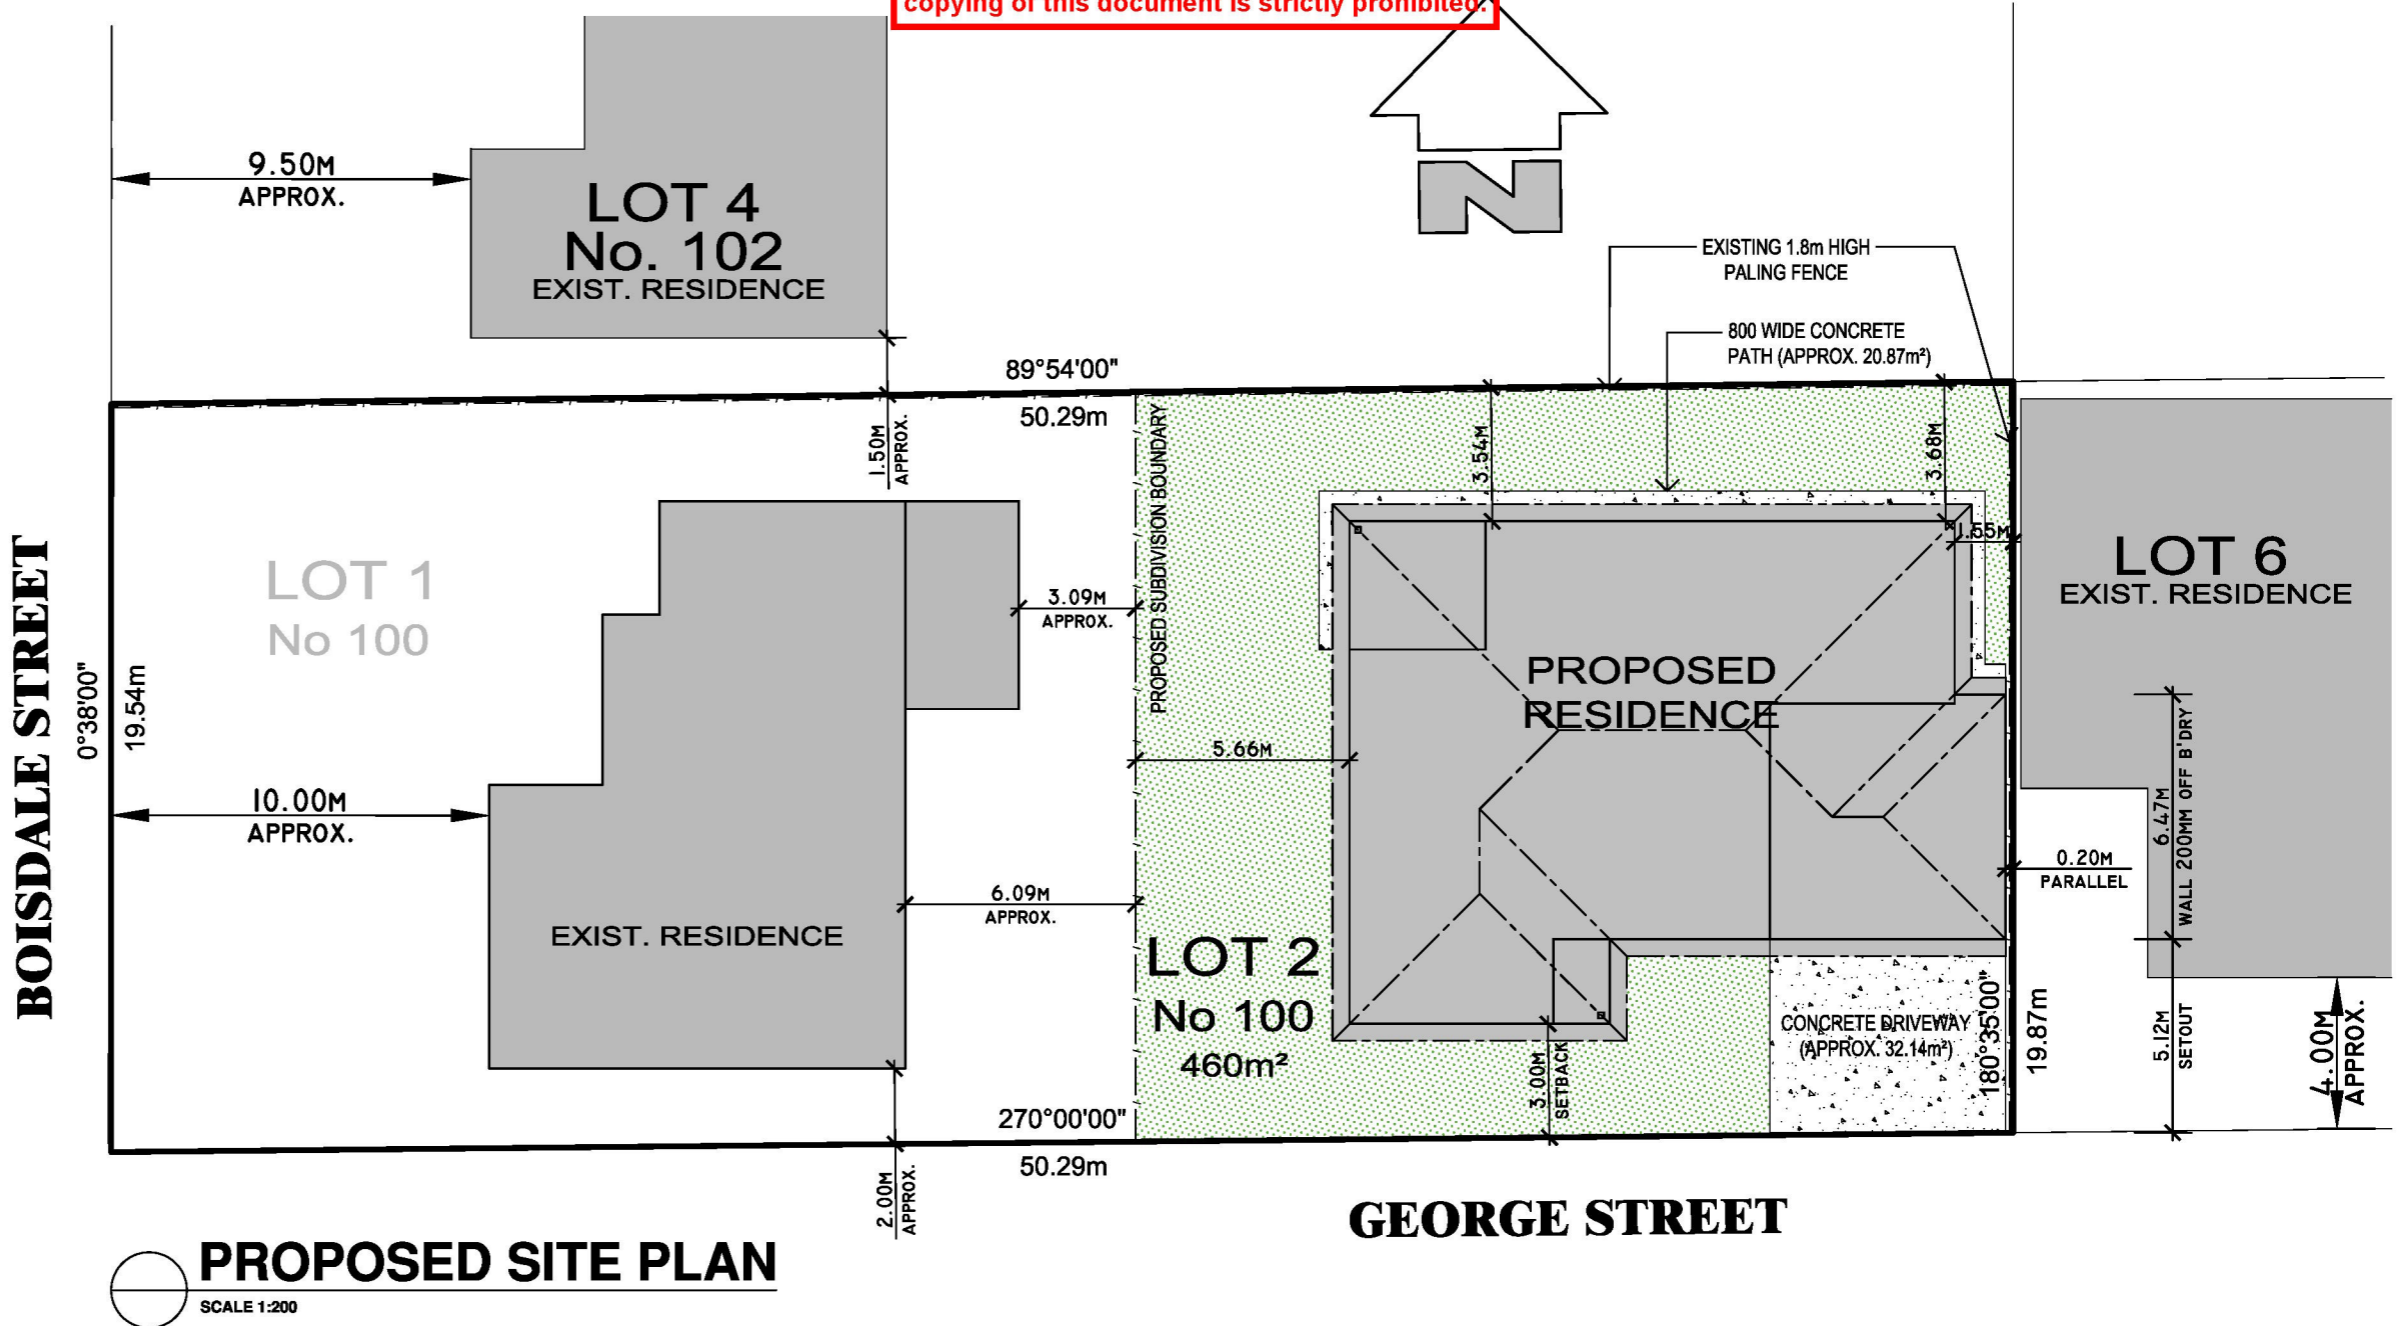 copying of this document is strictly prohibited.
9.50M
APPROX.
LOT 4
No. 102
EXIST. RESIDENCE
N
EXISTING 1.8m HIGH
PALING FENCE
800 WIDE CONCRETE
PATH (APPROX. 20.87m²)
89°54'00"
50.29m
1.50M
APPROX.
PROPOSED SUBDIVISION BOUNDARY
3.54M
3.68M
1.55M
LOT 6
EXIST. RESIDENCE
LOT 1
No 100
3.09M
APPROX.
BOISDALE STREET
0°38'00"
19.54m
PROPOSED
RESIDENCE
5.66M
10.00M
APPROX.
6.47M
WALL 200MM OFF B'DRY
0.20M
PARALLEL
6.09M
APPROX.
EXIST. RESIDENCE
LOT 2
No 100
460m²
CONCRETE DRIVEWAY
(APPROX. 32.14m²)
180°35'00"
19.87m
5.12M
SETOUT
4.00M
APPROX.
3.00M
SETBACK
270°00'00"
50.29m
2.00M
APPROX.
GEORGE STREET
PROPOSED SITE PLAN
SCALE 1:200